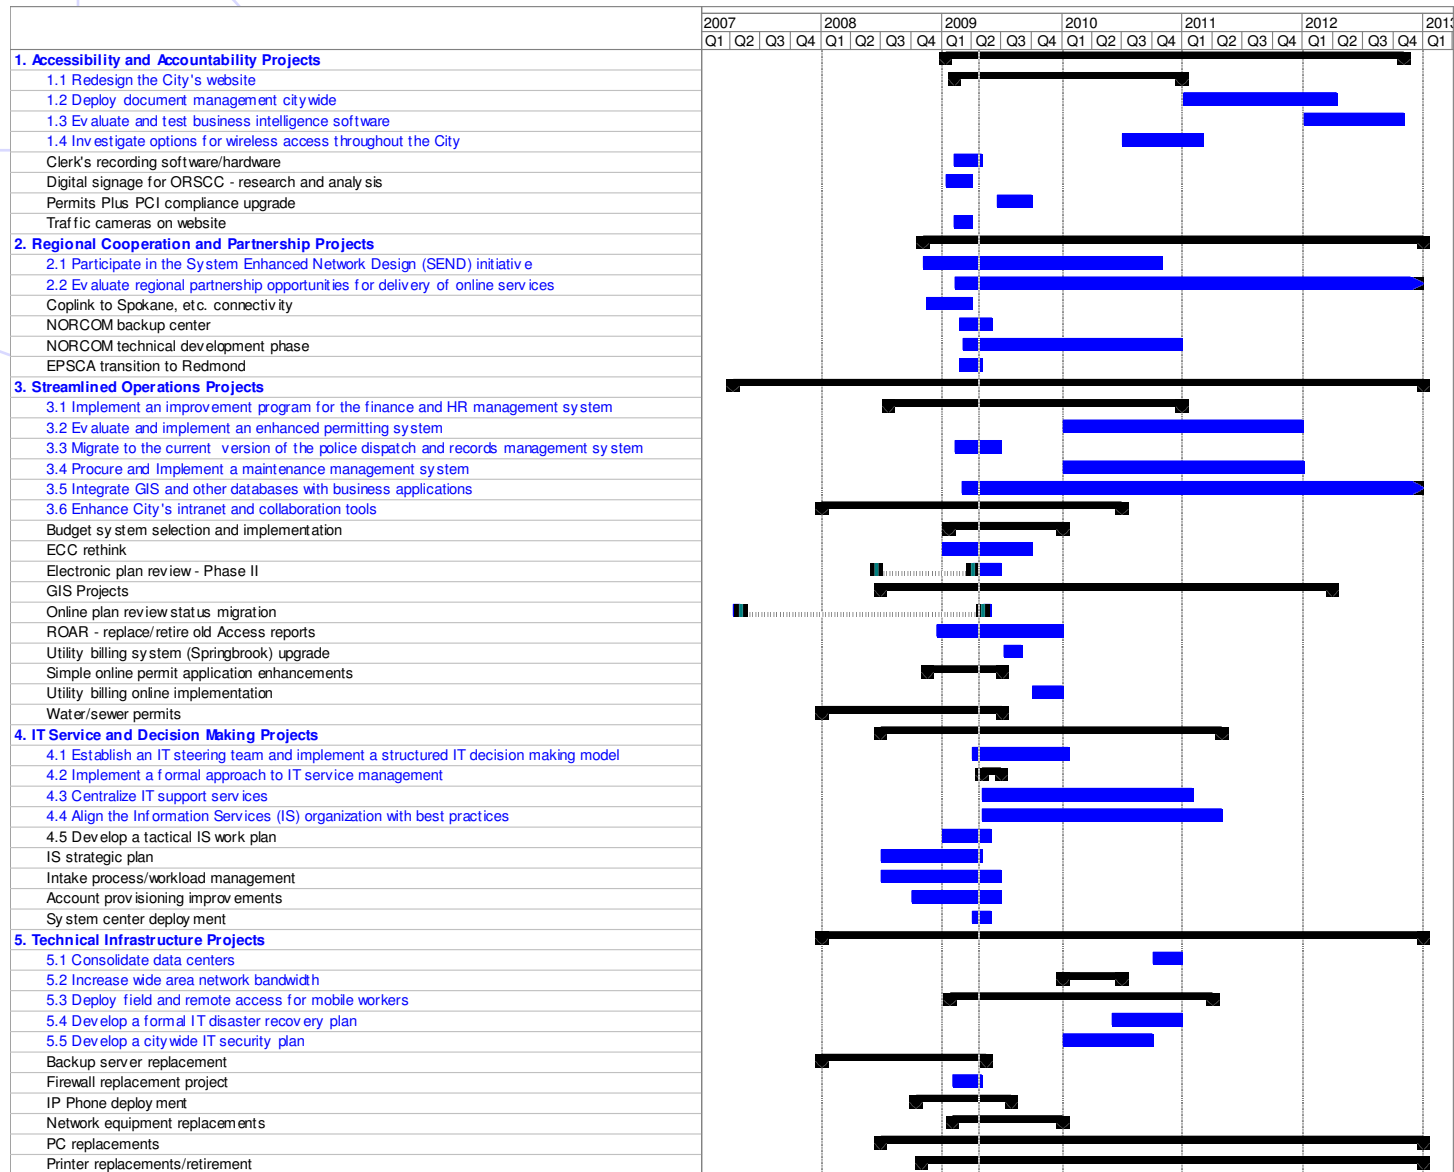 2007 2008 2009 2010 2011 2012 2013
Q1 Q2 Q3 Q4 Q1 Q2 Q3 Q4 Q1 Q2 Q3 Q4 Q1 Q2 Q3 Q4 Q1 Q2 Q3 Q4 Q1 Q2 Q3 Q4 Q1
1. Accessibility and Accountability Projects
1.1 Redesign the City's website
1.2 Deploy document management citywide
1.3 Evaluate and test business intelligence software
1.4 Investigate options for wireless access throughout the City
Clerk's recording software/hardware
Digital signage for ORSCC - research and analysis
Permits Plus PCI compliance upgrade
Traffic cameras on website
2. Regional Cooperation and Partnership Projects
2.1 Participate in the System Enhanced Network Design (SEND) initiative
2.2 Evaluate regional partnership opportunities for delivery of online services
Coplink to Spokane, etc. connectivity
NORCOM backup center
NORCOM technical development phase
EPSCA transition to Redmond
3. Streamlined Operations Projects
3.1 Implement an improvement program for the finance and HR management system
3.2 Evaluate and implement an enhanced permitting system
3.3 Migrate to the current version of the police dispatch and records management system
3.4 Procure and Implement a maintenance management system
3.5 Integrate GIS and other databases with business applications
3.6 Enhance City's intranet and collaboration tools
Budget system selection and implementation
ECC rethink
Electronic plan review - Phase II
GIS Projects
Online plan review status migration
ROAR - replace/retire old Access reports
Utility billing system (Springbrook) upgrade
Simple online permit application enhancements
Utility billing online implementation
Water/sewer permits
4. IT Service and Decision Making Projects
4.1 Establish an IT steering team and implement a structured IT decision making model
4.2 Implement a formal approach to IT service management
4.3 Centralize IT support services
4.4 Align the Information Services (IS) organization with best practices
4.5 Develop a tactical IS work plan
IS strategic plan
Intake process/workload management
Account provisioning improvements
System center deployment
5. Technical Infrastructure Projects
5.1 Consolidate data centers
5.2 Increase wide area network bandwidth
5.3 Deploy field and remote access for mobile workers
5.4 Develop a formal IT disaster recovery plan
5.5 Develop a citywide IT security plan
Backup server replacement
Firewall replacement project
IP Phone deployment
Network equipment replacements
PC replacements
Printer replacements/retirement